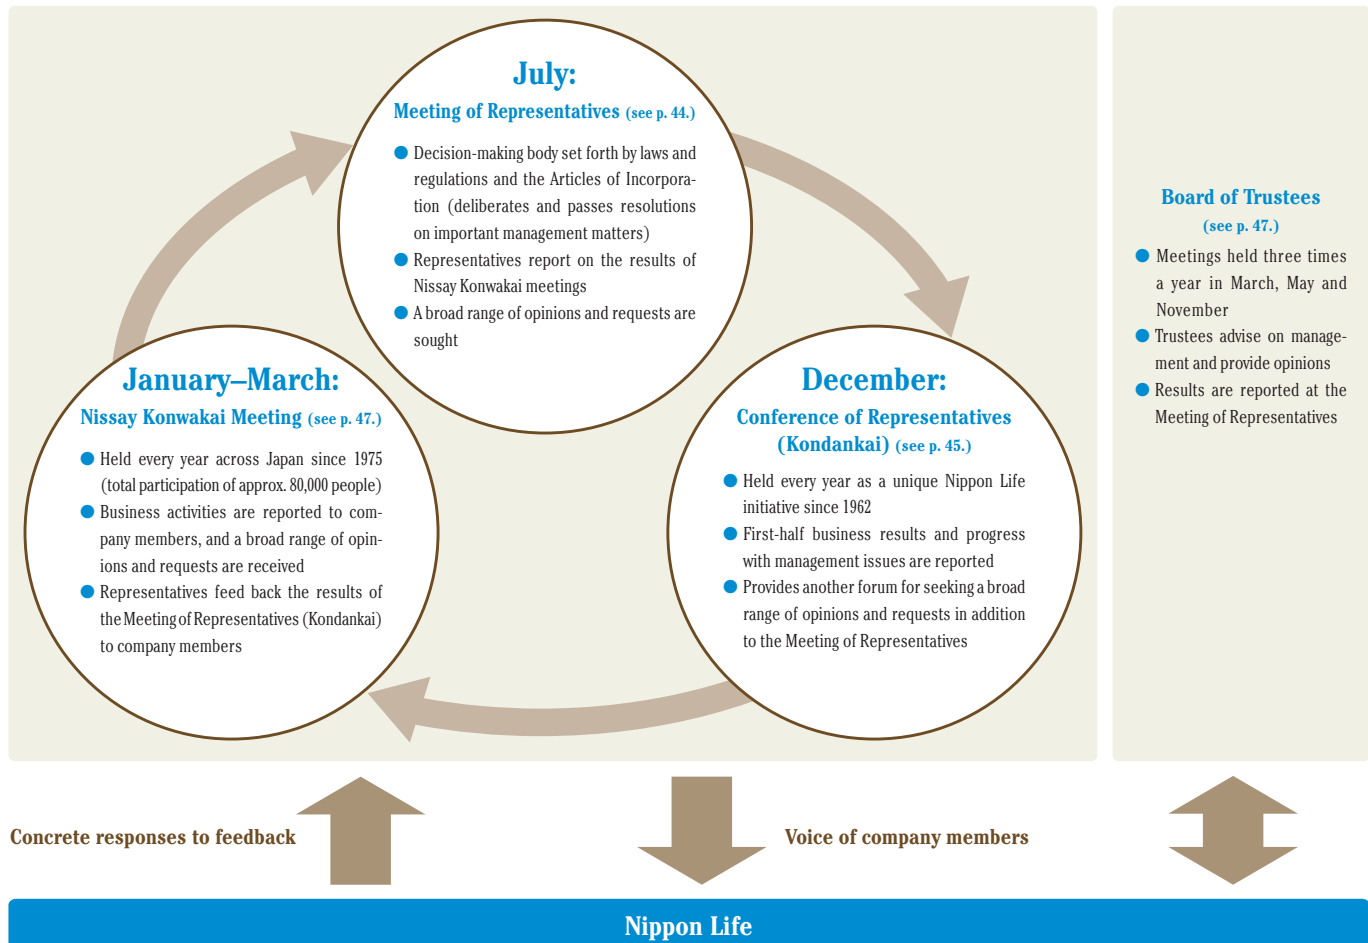 July:
Meeting of Representatives (see p. 44.)
● Decision-making body set forth by laws and
regulations and the Articles of Incorpora-
tion (deliberates and passes resolutions
on important management matters)
● Representatives report on the results of
Nissay Konwakai meetings
● A broad range of opinions and requests are
sought
January–March:
Nissay Konwakai Meeting (see p. 47.)
● Held every year across Japan since 1975
(total participation of approx. 80,000 people)
● Business activities are reported to com-
pany members, and a broad range of opin-
ions and requests are received
● Representatives feed back the results of
the Meeting of Representatives (Kondankai)
to company members
December:
Conference of Representatives
(Kondankai) (see p. 45.)
● Held every year as a unique Nippon Life
initiative since 1962
● First-half business results and progress
with management issues are reported
● Provides another forum for seeking a broad
range of opinions and requests in addition
to the Meeting of Representatives
Board of Trustees
(see p. 47.)
● Meetings held three times
a year in March, May and
November
● Trustees advise on manage-
ment and provide opinions
● Results are reported at the
Meeting of Representatives
Concrete responses to feedback
Voice of company members
Nippon Life